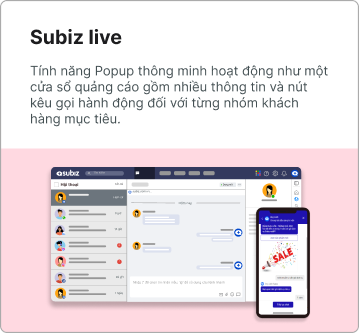 Subiz live
Tính năng Popup thông minh hoạt động như một
cửa sổ quảng cáo gồm nhiều thông tin và nút
kêu gọi hành động đối với từng nhóm khách
hàng mục tiêu.
subiz
Hội thoại
SALE